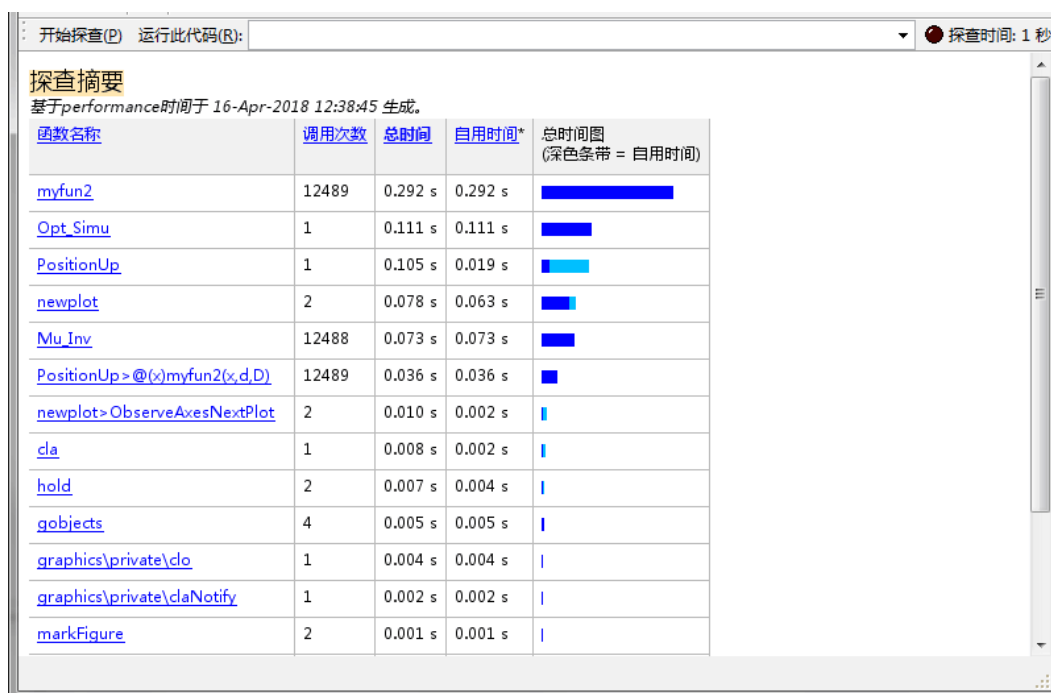 开始探查(P) 运行此代码(R): 探查时间: 1 秒
探查摘要
基于performance时间于 16-Apr-2018 12:38:45 生成。
函数名称 调用次数 总时间 自用时间* 总时间图
(深色条带 = 自用时间)
myfun2 12489 0.292 s 0.292 s
Opt_Simu 1 0.111 s 0.111 s
PositionUp 1 0.105 s 0.019 s
newplot 2 0.078 s 0.063 s
Mu_Inv 12488 0.073 s 0.073 s
PositionUp>@(x)myfun2(x,d,D) 12489 0.036 s 0.036 s
newplot>ObserveAxesNextPlot 2 0.010 s 0.002 s
cla 1 0.008 s 0.002 s
hold 2 0.007 s 0.004 s
gobjects 4 0.005 s 0.005 s
graphics\private\clo 1 0.004 s 0.004 s
graphics\private\claNotify 1 0.002 s 0.002 s
markFigure 2 0.001 s 0.001 s